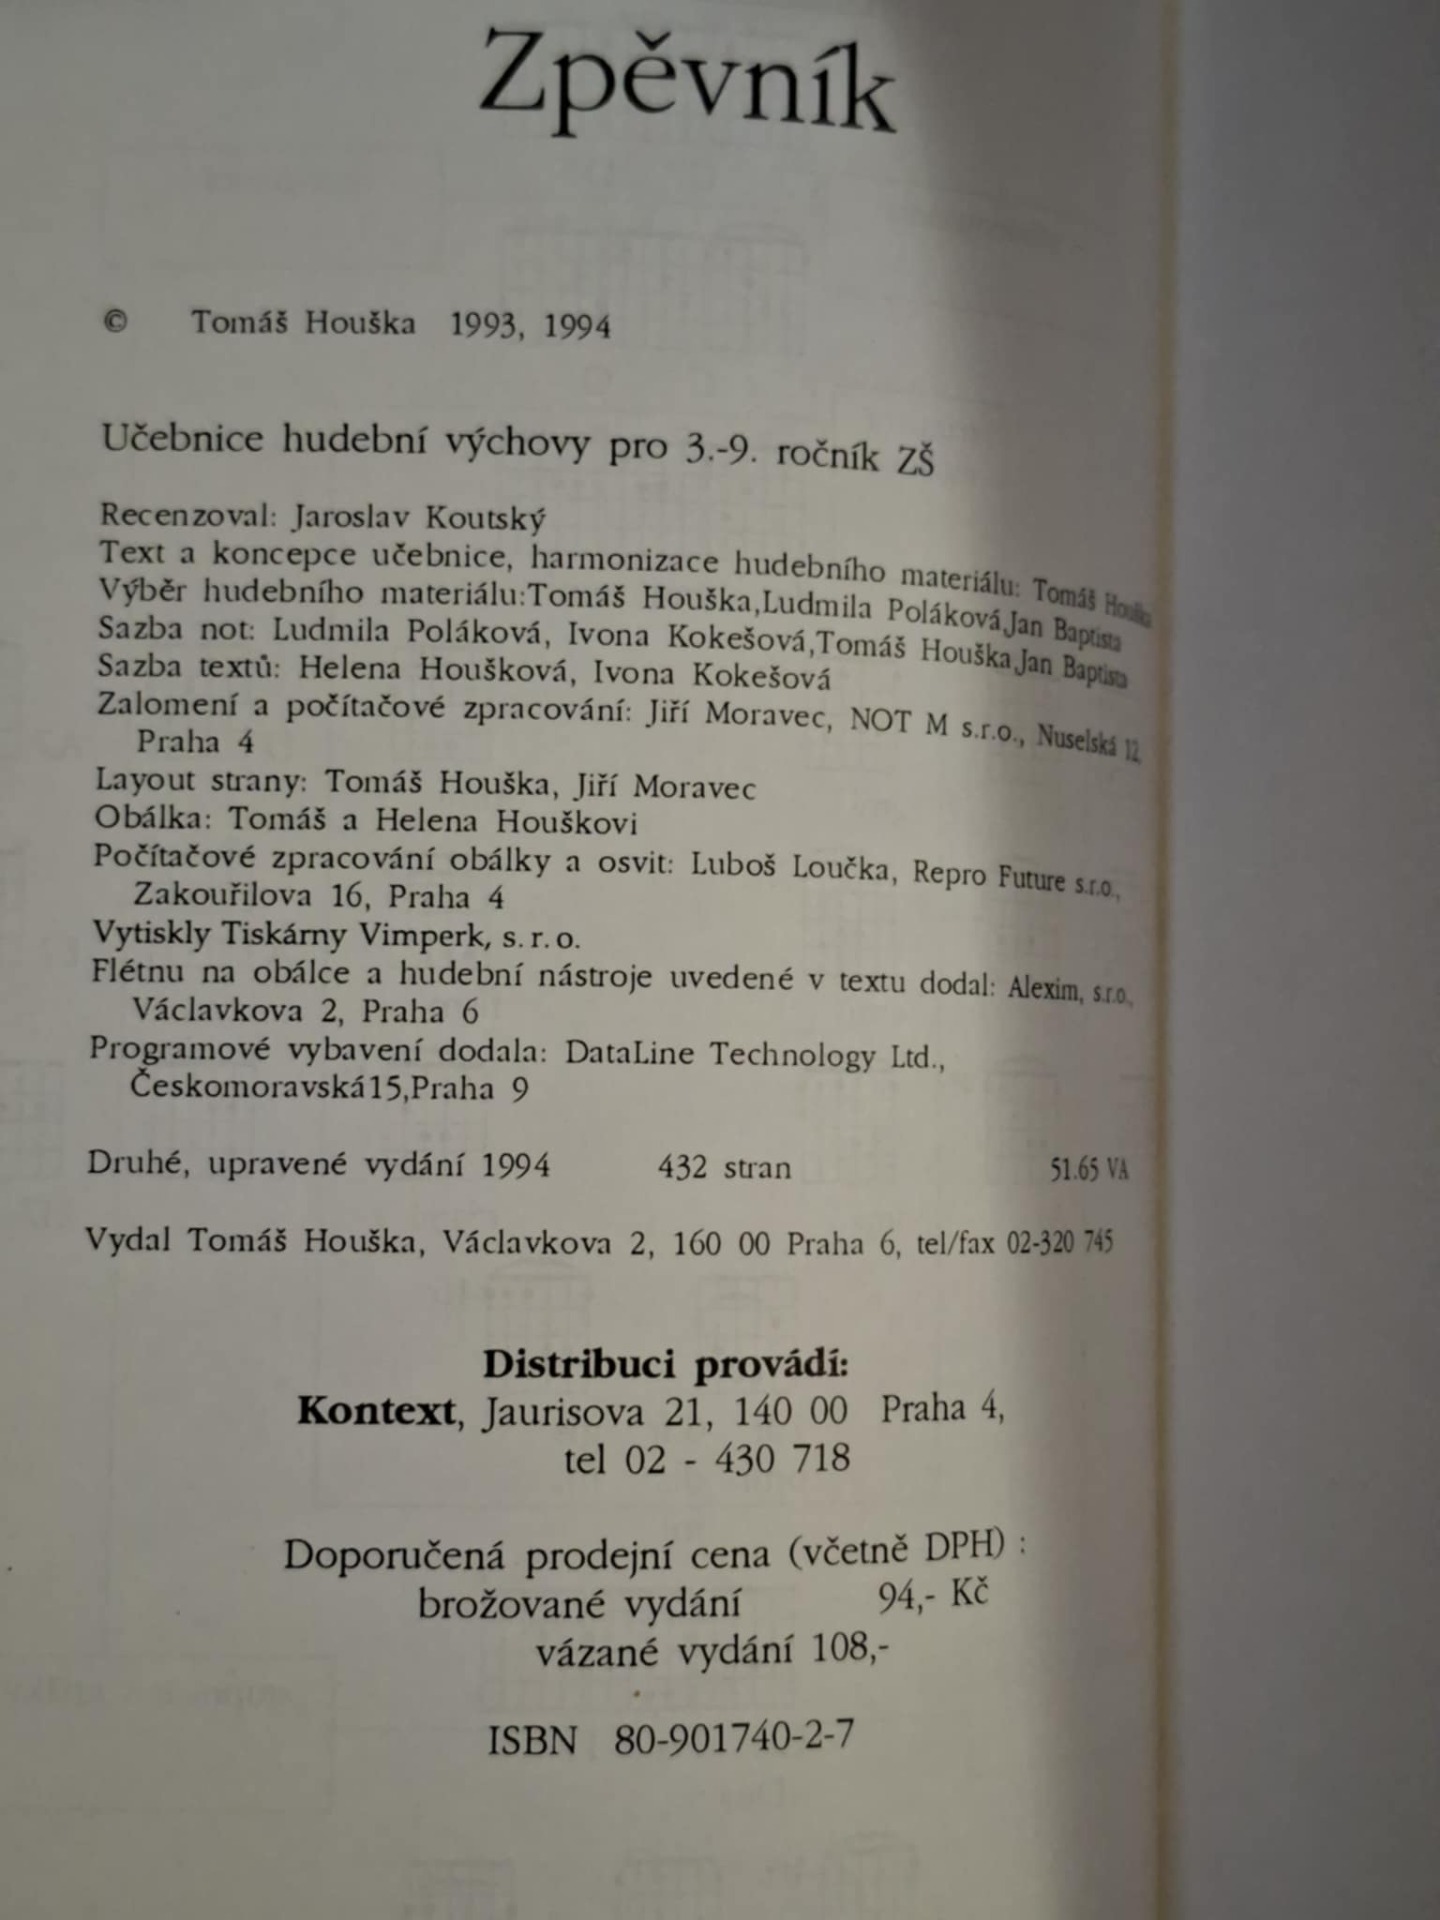 Zpěvník
© Tomáš Houška 1993, 1994
Učebnice hudební výchovy pro 3.-9. ročník ZŠ
Recenzoval: Jaroslav Koutský
Text a koncepce učebnice, harmonizace hudebního materiálu: Tomáš Houška
Výběr hudebního materiálu:Tomáš Houška,Ludmila Poláková,Jan Baptista
Sazba not: Ludmila Poláková, Ivona Kokešová,Tomáš Houška,Jan Baptista
Sazba textů: Helena Houšková, Ivona Kokešová
Zalomení a počítačové zpracování: Jiří Moravec, NOT M s.r.o., Nuselská 12,
Praha 4
Layout strany: Tomáš Houška, Jiří Moravec
Obálka: Tomáš a Helena Houškovi
Počítačové zpracování obálky a osvit: Luboš Loučka, Repro Future s.r.o.,
Zakouřilova 16, Praha 4
Vytiskly Tiskárny Vimperk, s. r. o.
Flétnu na obálce a hudební nástroje uvedené v textu dodal: Alexim, s.r.o.,
Václavkova 2, Praha 6
Programové vybavení dodala: DataLine Technology Ltd.,
Českomoravská15,Praha 9
Druhé, upravené vydání 1994 432 stran 51.65 VA
Vydal Tomáš Houška, Václavkova 2, 160 00 Praha 6, tel/fax 02-320 745
Distribuci provádí:
Kontext, Jaurisova 21, 140 00 Praha 4,
tel 02 - 430 718
Doporučená prodejní cena (včetně DPH) :
brožované vydání 94,- Kč
vázané vydání 108,-
ISBN 80-901740-2-7